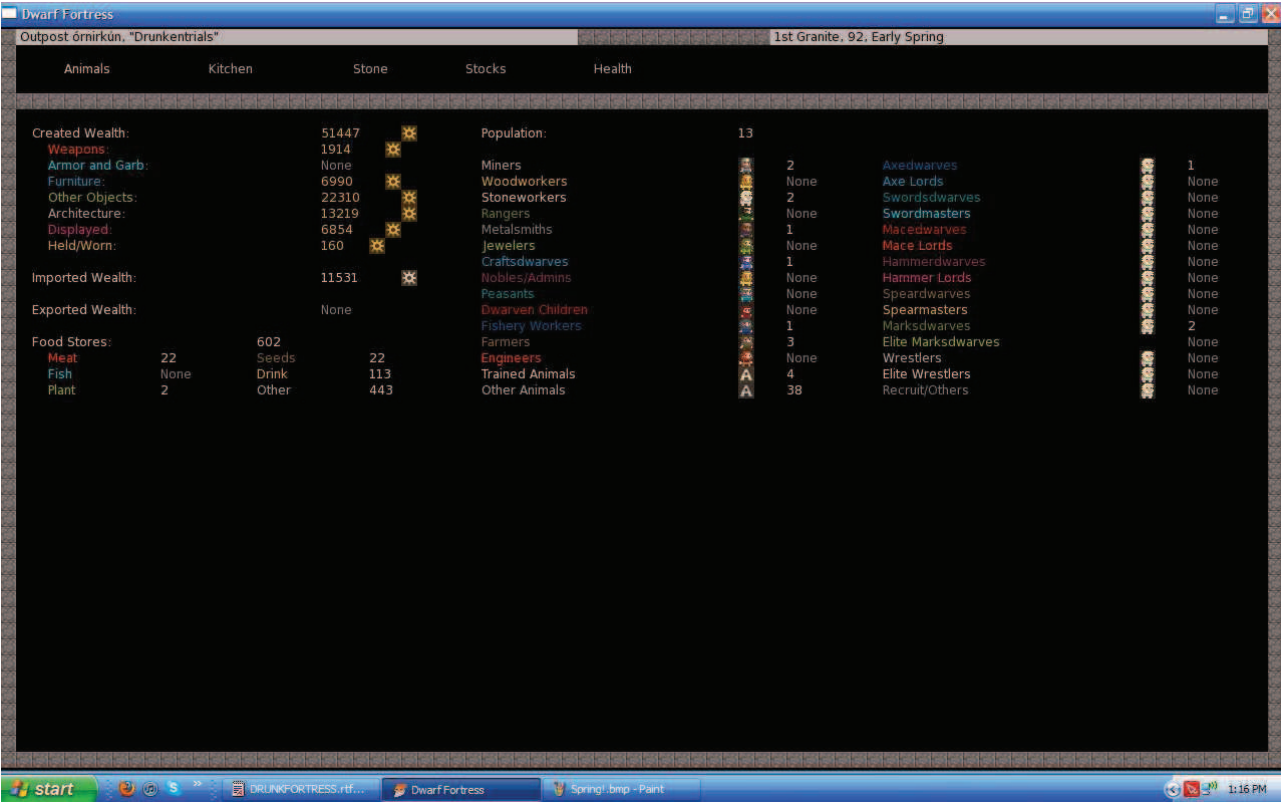 Dwarf Fortress
Outpost órnirkún, "Drunkentrials" 1st Granite, 92, Early Spring
Animals Kitchen Stone Stocks Health
Created Wealth: 51447 Population: 13
Weapons: 1914
Armor and Garb: None Miners 2 Axedwarves 1
Furniture: 6990 Woodworkers None Axe Lords None
Other Objects: 22310 Stoneworkers 2 Swordsdwarves None
Architecture: 13219 Rangers None Swordmasters None
Displayed: 6854 Metalsmiths 1 Macedwarves None
Held/Worn: 160 Jewelers None Mace Lords None
Craftsdwarves 1 Hammerdwarves None
Imported Wealth: 11531 Nobles/Admins None Hammer Lords None
Peasants None Speardwarves None
Exported Wealth: None Dwarven Children None Spearmasters None
Fishery Workers 1 Marksdwarves 2
Food Stores: 602 Farmers 3 Elite Marksdwarves None
Meat 22 Seeds 22 Engineers None Wrestlers None
Fish None Drink 113 Trained Animals A 4 Elite Wrestlers None
Plant 2 Other 443 Other Animals A 38 Recruit/Others None
start DRUNKFORTRESS.rtf... Dwarf Fortress Spring!.bmp - Paint 1:16 PM